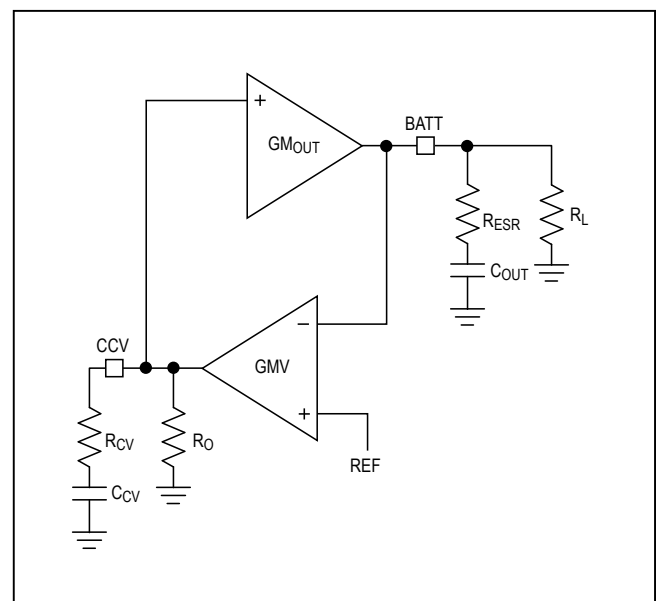 +
GMOUT
BATT
RESR
RL
COUT
CCV
−
GMV
+
RCV
RO
REF
CCV